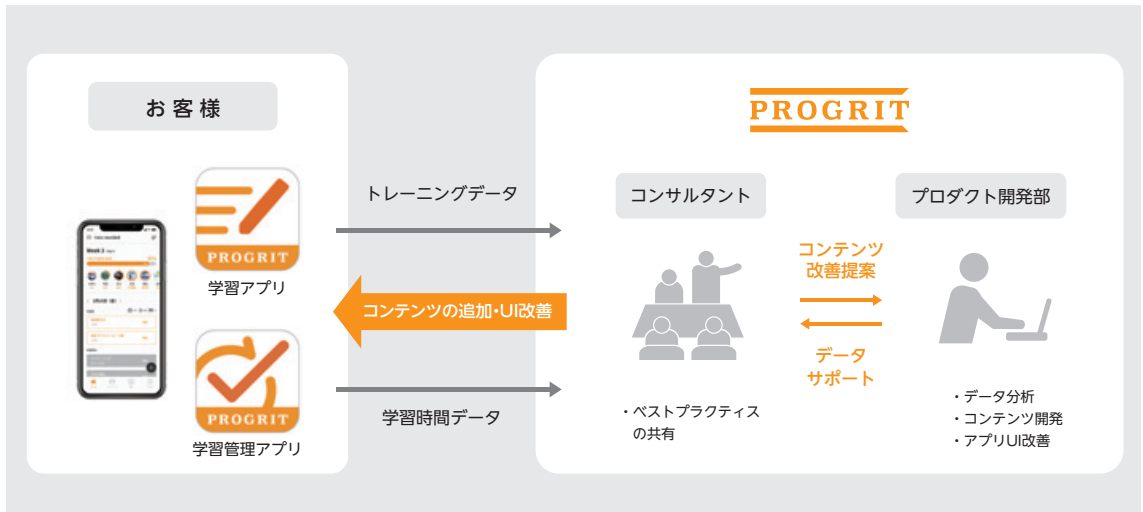 お客様
PROGRIT
学習アプリ
PROGRIT
学習管理アプリ
Week 3
トレーニングデータ
コンテンツの追加・UI改善
学習時間データ
PROGRIT
コンサルタント
・ベストプラクティス
の共有
コンテンツ
改善提案
データ
サポート
プロダクト開発部
・データ分析
・コンテンツ開発
・アプリUI改善